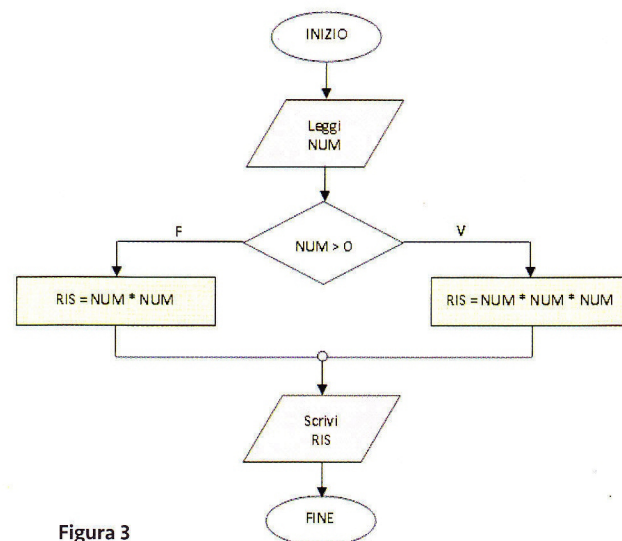 INIZIO
Leggi
NUM
F
NUM > 0
V
RIS = NUM * NUM
RIS = NUM * NUM * NUM
Scrivi
RIS
FINE
Figura 3